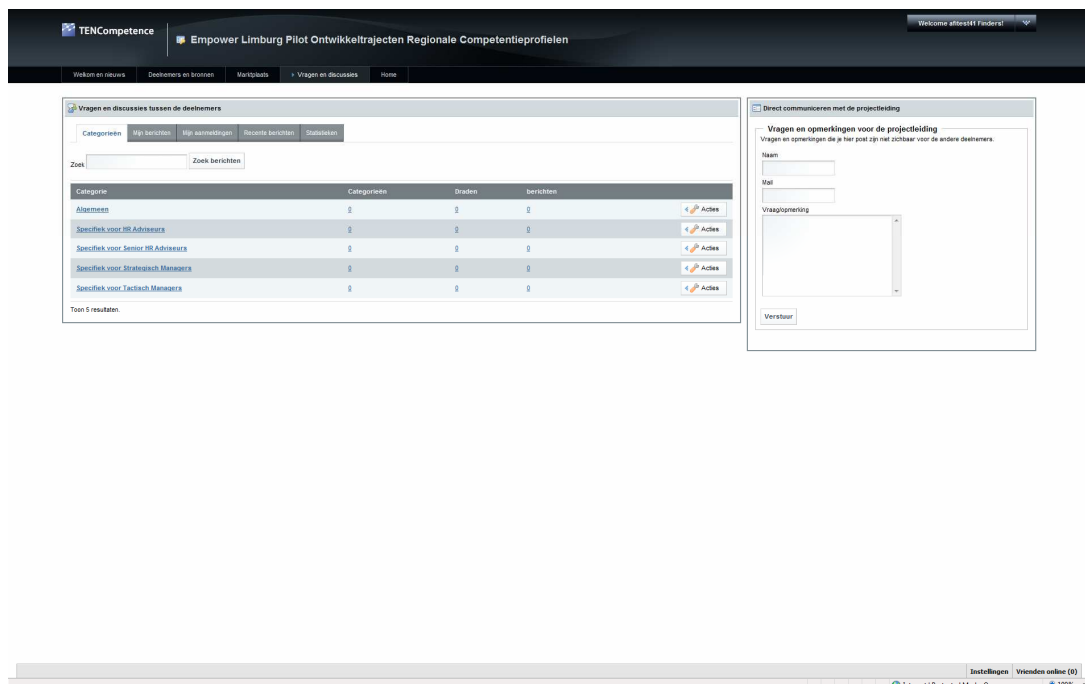 TENCompetence
Empower Limburg Pilot Ontwikkeltrajecten Regionale Competentieprofielen
Welcome afitest41 Finders!
Welkom en nieuws Deelnemers en bronnen Marktplaats Vragen en discussies Home
Vragen en discussies tussen de deelnemers
Categorieën Mijn berichten Mijn aanmeldingen Recente berichten Statistieken
Zoek Zoek berichten
Categorie Categorieën Draden berichten
Algemeen 0 0 0 Acties
Specifiek voor HR Adviseurs 0 0 0 Acties
Specifiek voor Senior HR Adviseurs 0 0 0 Acties
Specifiek voor Strategisch Managers 0 0 0 Acties
Specifiek voor Tactisch Managers 0 0 0 Acties
Toon 5 resultaten.
Direct communiceren met de projectleiding
Vragen en opmerkingen voor de projectleiding
Vragen en opmerkingen die je hier post zijn niet zichbaar voor de andere deelnemers.
Naam
Mail
Vraag/opmerking
Verstuur
Instellingen Vrienden online (0)